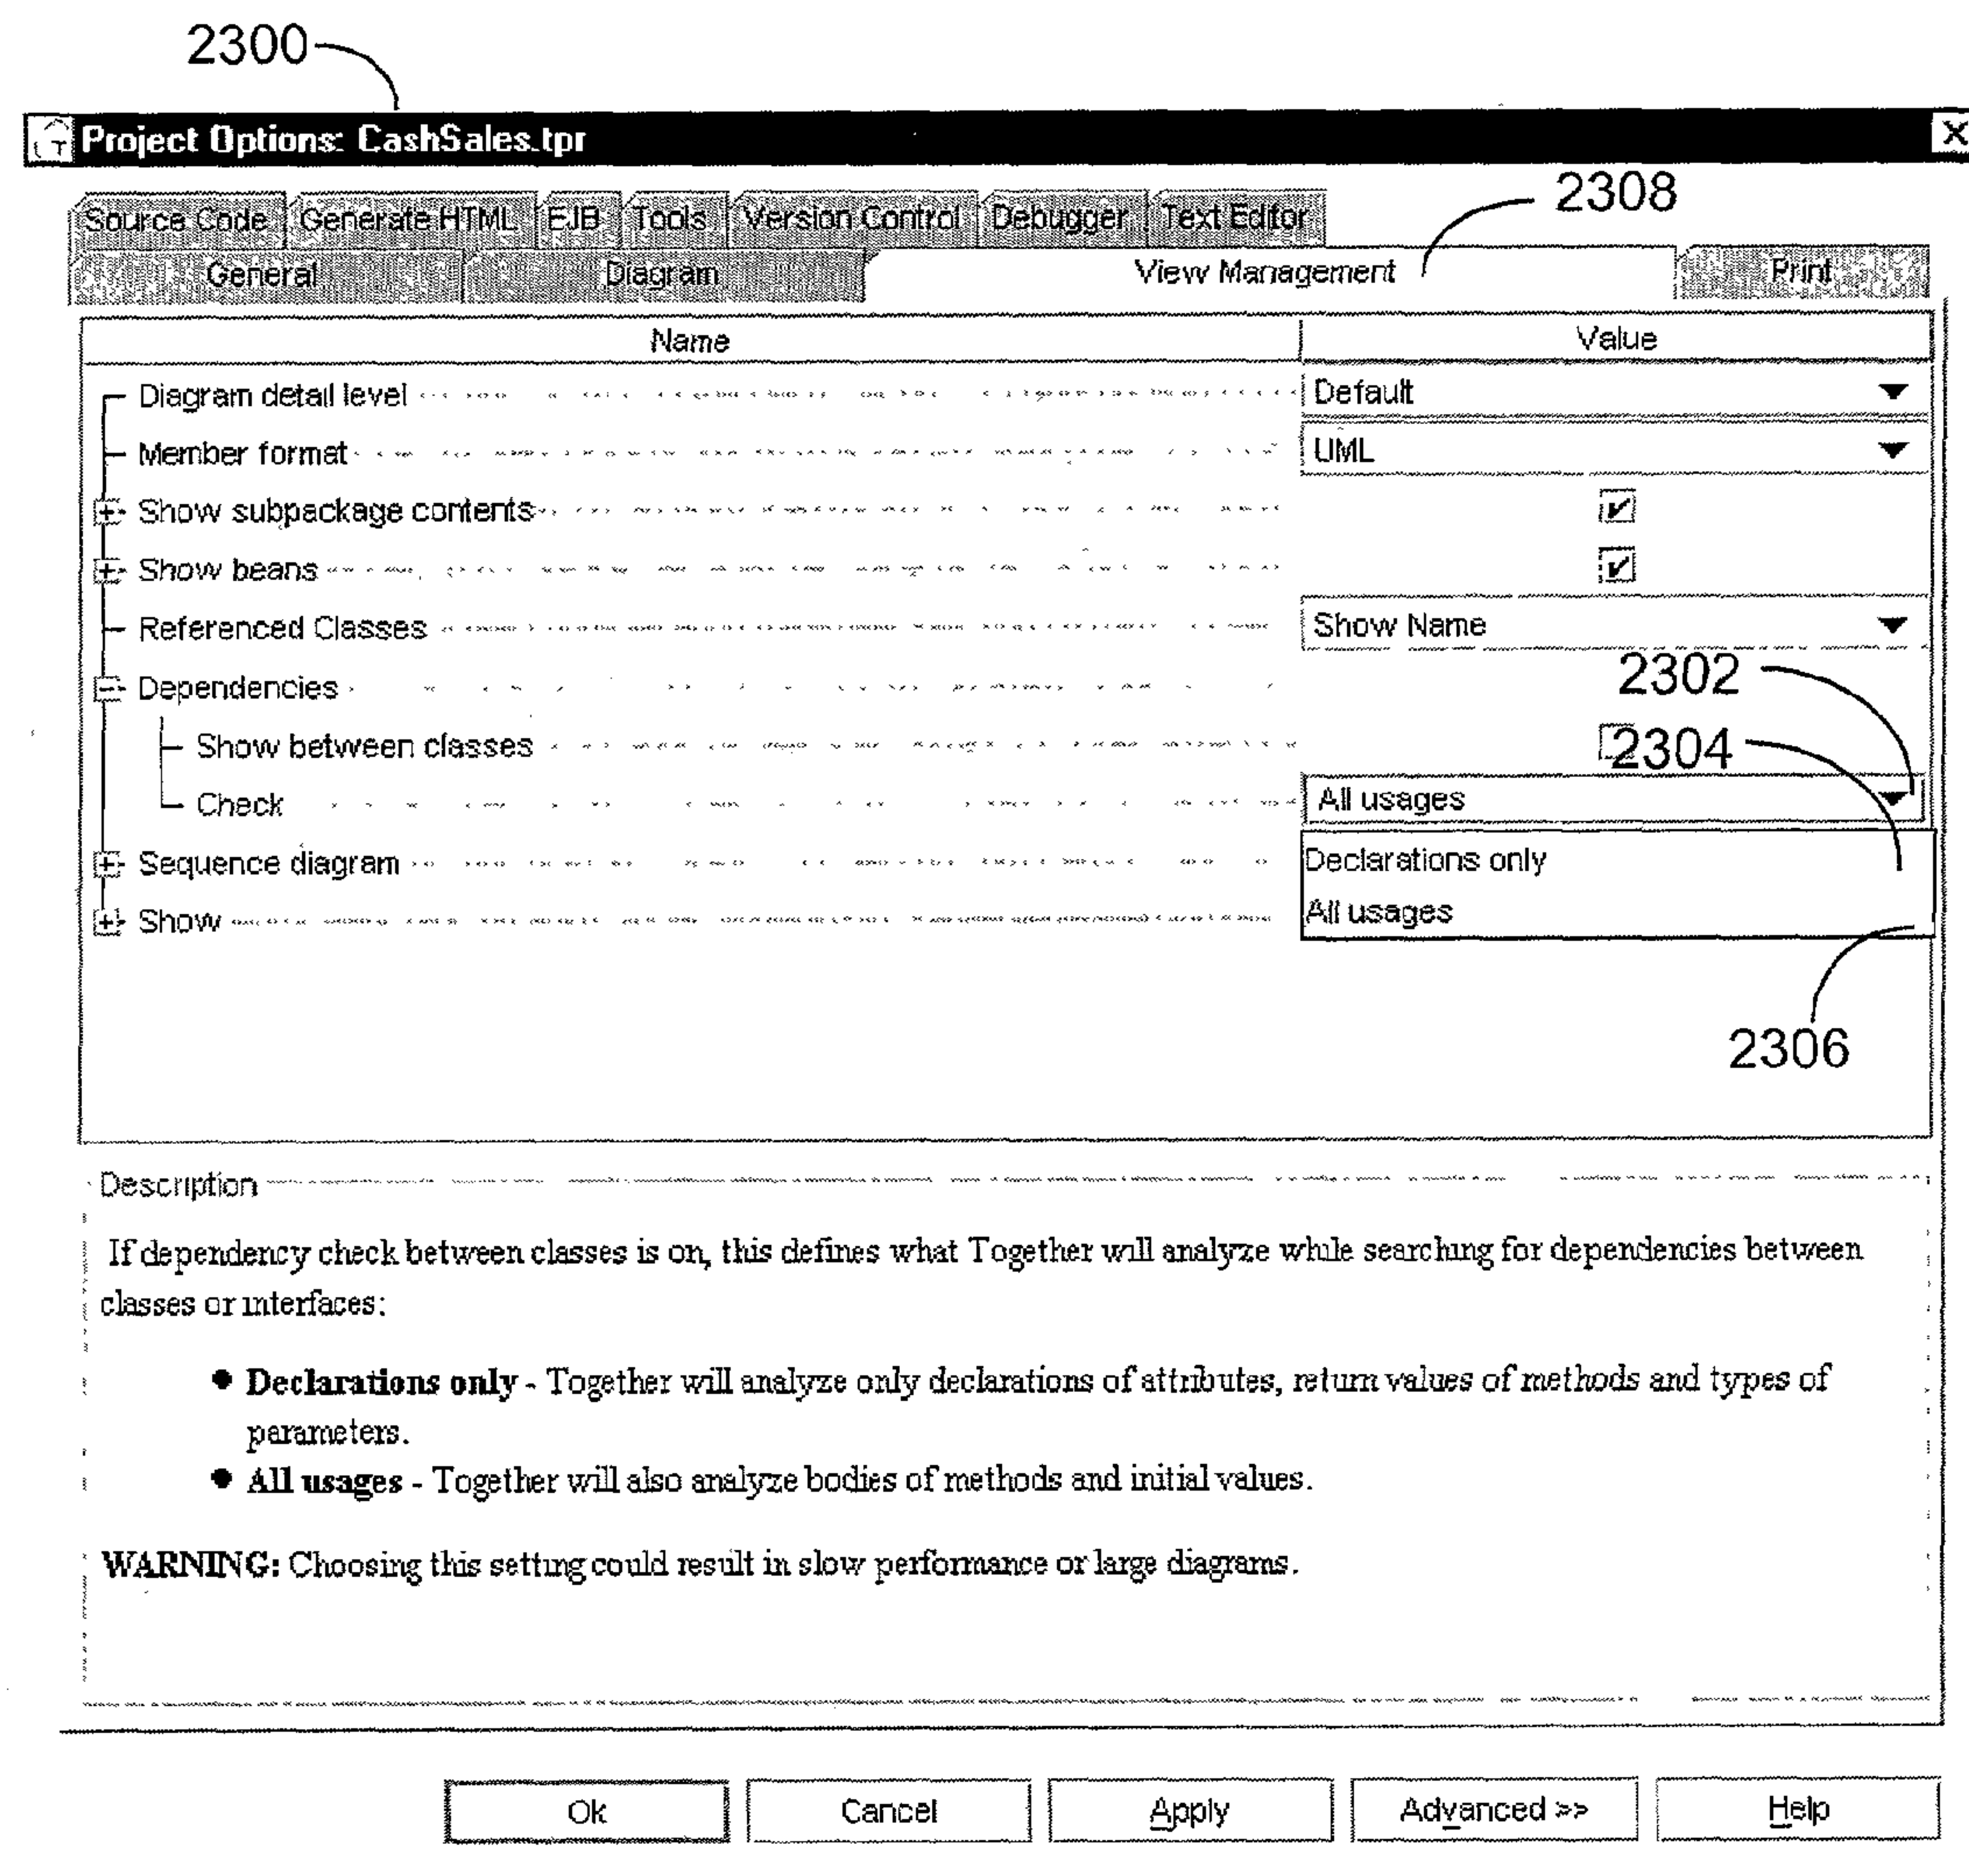 2300
Project Options: CashSales.tpr
2308
Source Code Generate HTML EJB Tools Version Control Debugger Text Editor
General Diagram View Management Print
Name Value
Diagram detail level Default
Member format UML
Show subpackage contents
Show beans
Referenced Classes Show Name
2302
Dependencies
Show between classes 2304
Check All usages
Declarations only
Sequence diagram
All usages
Show
2306
Description
If dependency check between classes is on, this defines what Together will analyze while searching for dependencies between
classes or interfaces:
● Declarations only - Together will analyze only declarations of attributes, return values of methods and types of
parameters.
● All usages - Together will also analyze bodies of methods and initial values.
WARNING: Choosing this setting could result in slow performance or large diagrams.
Ok Cancel Apply Advanced >> Help